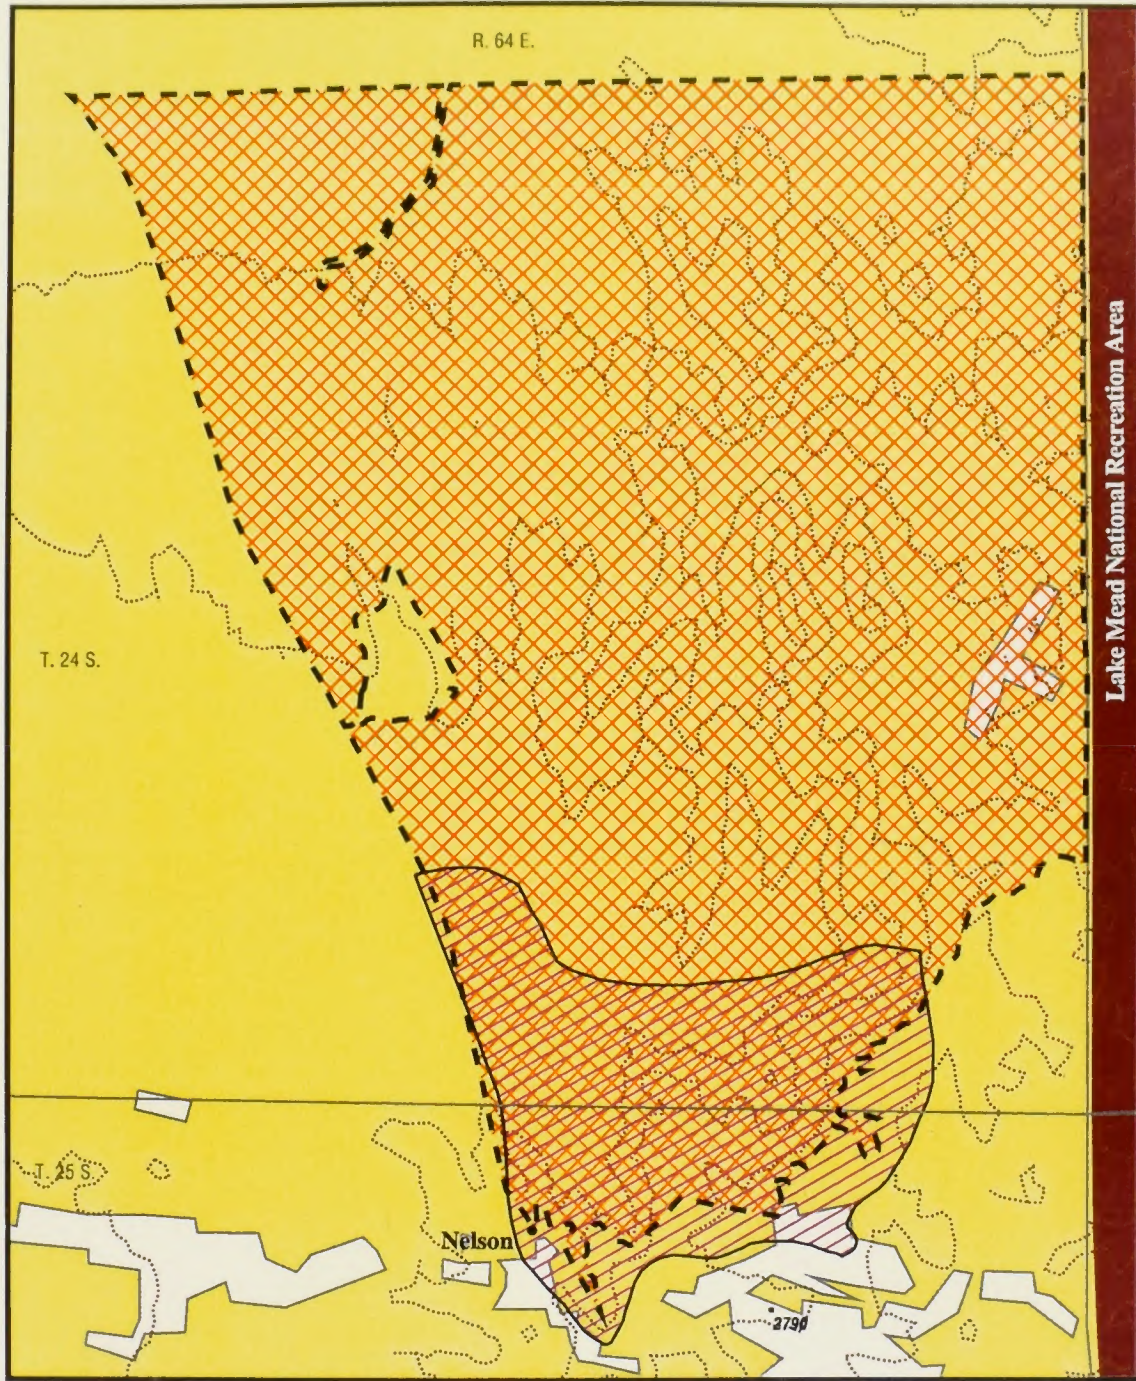 R. 64 E.
Lake Mead National Recreation Area
T. 24 S.
T. 25 S.
Nelson
2790